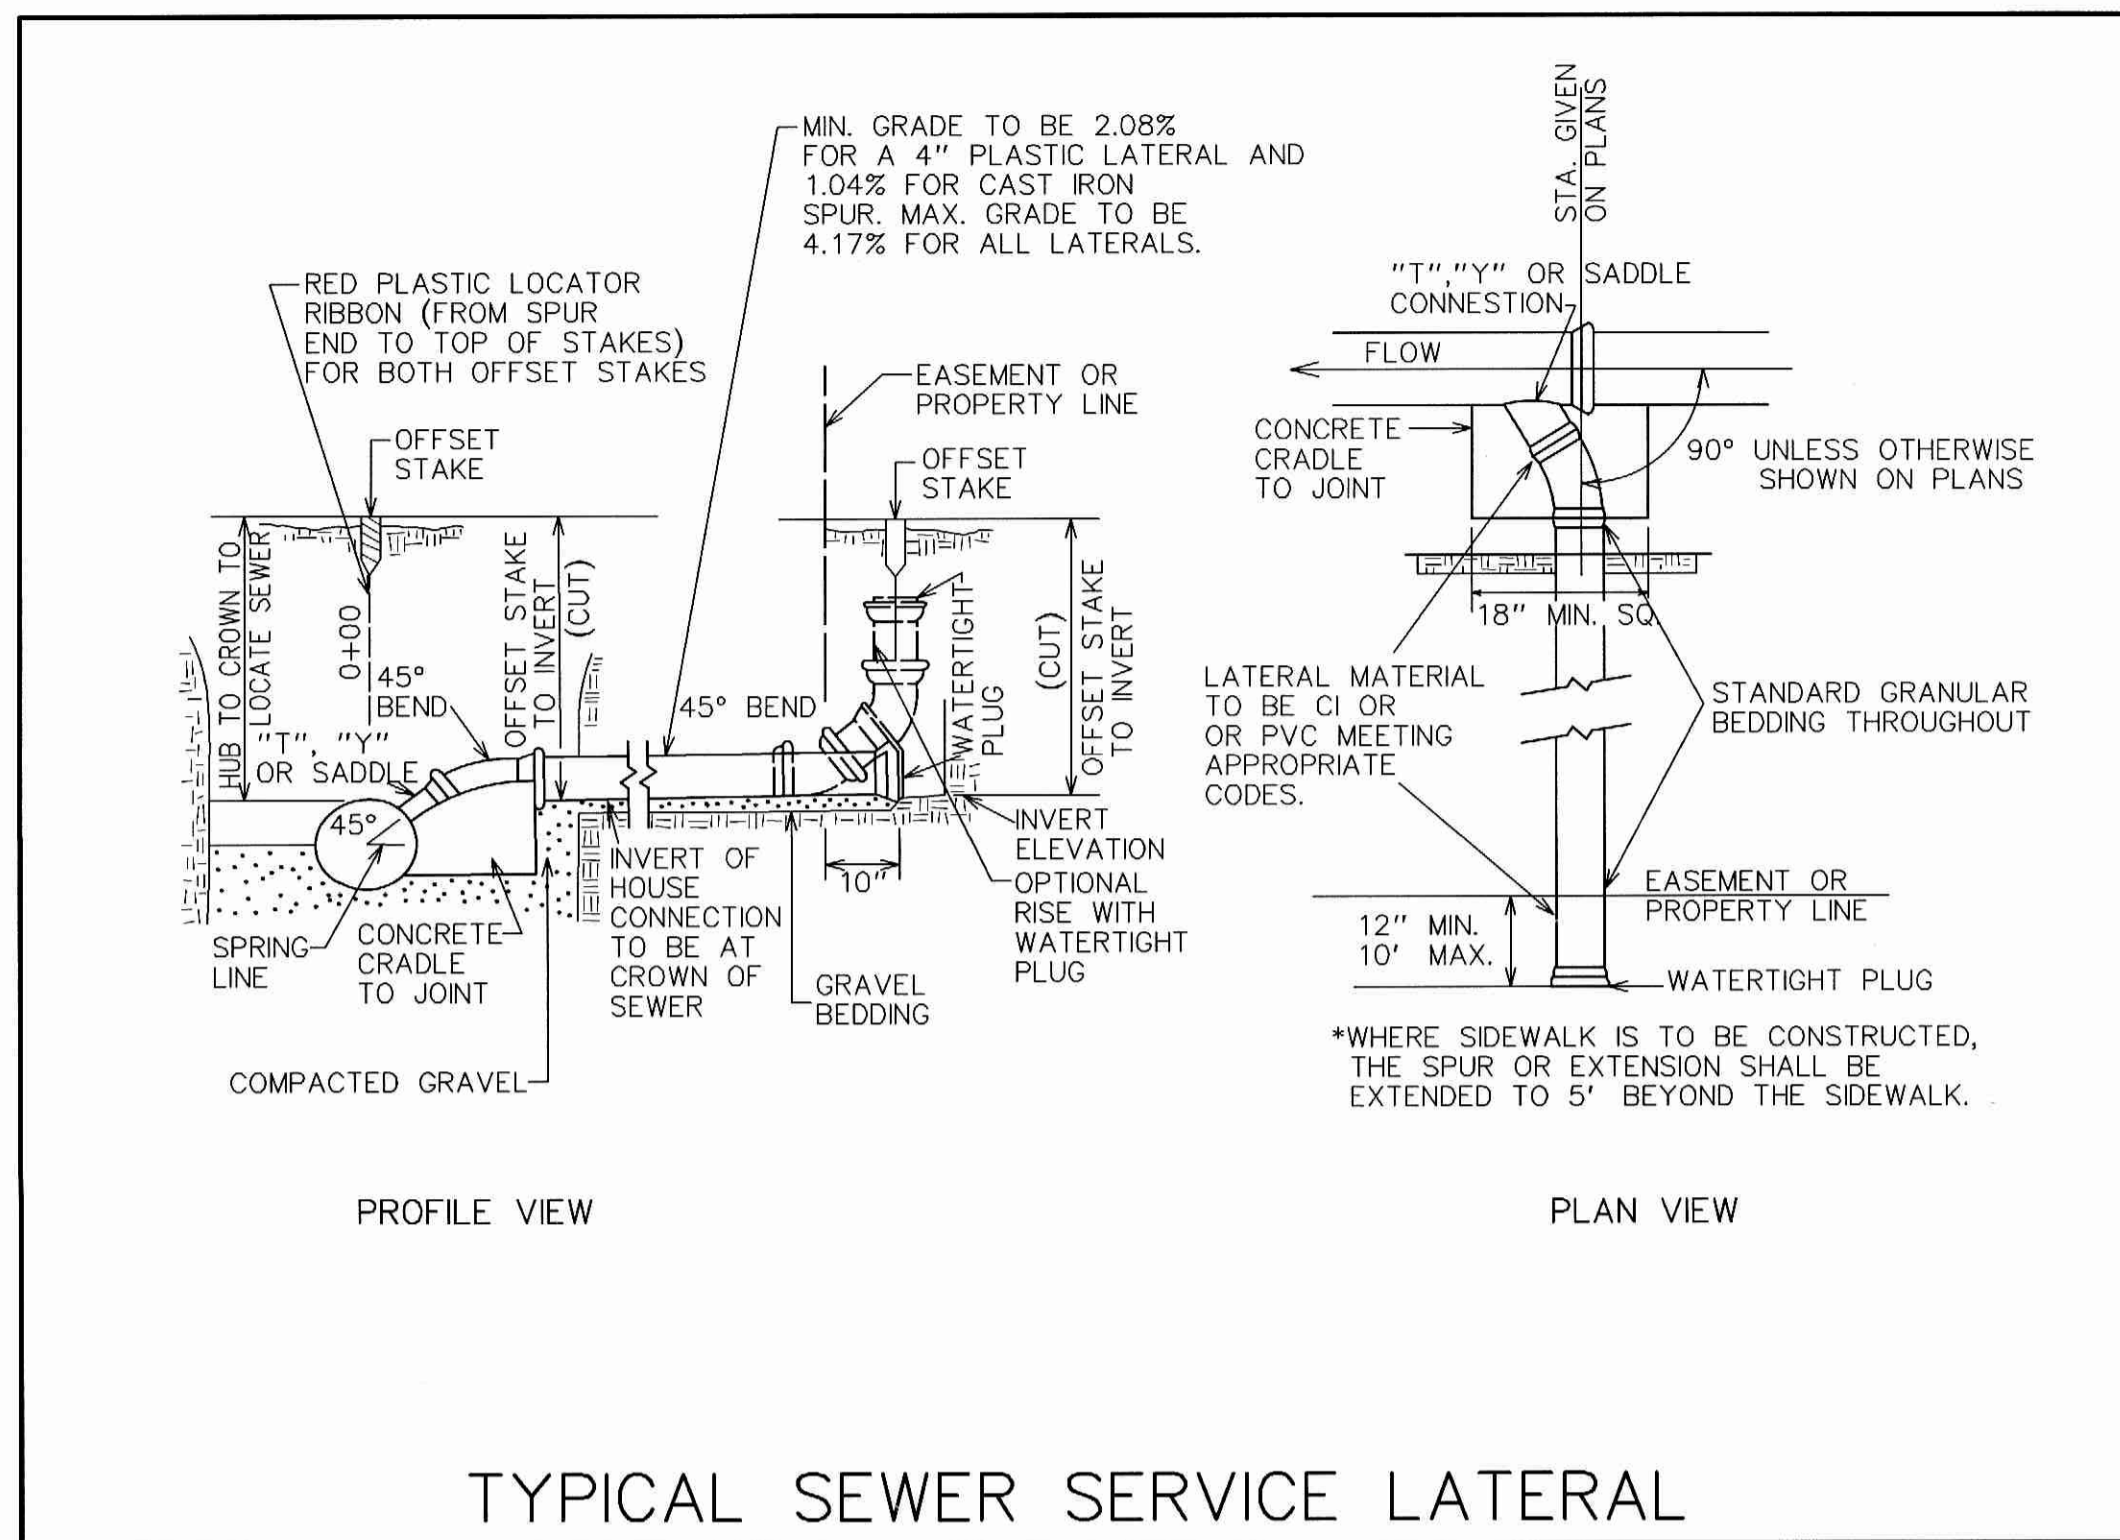 MIN. GRADE TO BE 2.08%
FOR A 4" PLASTIC LATERAL AND
1.04% FOR CAST IRON
SPUR. MAX. GRADE TO BE
4.17% FOR ALL LATERALS.
RED PLASTIC LOCATOR
RIBBON (FROM SPUR
END TO TOP OF STAKES)
FOR BOTH OFFSET STAKES
EASEMENT OR
PROPERTY LINE
OFFSET
STAKE
OFFSET
STAKE
HUB TO CROWN TO
LOCATE SEWER
0+00
OFFSET STAKE
TO INVERT
(CUT)
45°
BEND
"T", "Y"
OR SADDLE
45°
45° BEND
WATERTIGHT
PLUG
(CUT)
OFFSET STAKE
TO INVERT
SPRING
LINE
CONCRETE
CRADLE
TO JOINT
INVERT OF
HOUSE
CONNECTION
TO BE AT
CROWN OF
SEWER
10"
GRAVEL
BEDDING
INVERT
ELEVATION
OPTIONAL
RISE WITH
WATERTIGHT
PLUG
COMPACTED GRAVEL
PROFILE VIEW
STA. GIVEN
ON PLANS
"T","Y" OR SADDLE
CONNESTION
FLOW
CONCRETE
CRADLE
TO JOINT
90° UNLESS OTHERWISE
SHOWN ON PLANS
18" MIN. SQ.
LATERAL MATERIAL
TO BE CI OR
OR PVC MEETING
APPROPRIATE
CODES.
STANDARD GRANULAR
BEDDING THROUGHOUT
EASEMENT OR
PROPERTY LINE
12" MIN.
10' MAX.
WATERTIGHT PLUG
*WHERE SIDEWALK IS TO BE CONSTRUCTED,
THE SPUR OR EXTENSION SHALL BE
EXTENDED TO 5' BEYOND THE SIDEWALK.
PLAN VIEW
TYPICAL SEWER SERVICE LATERAL